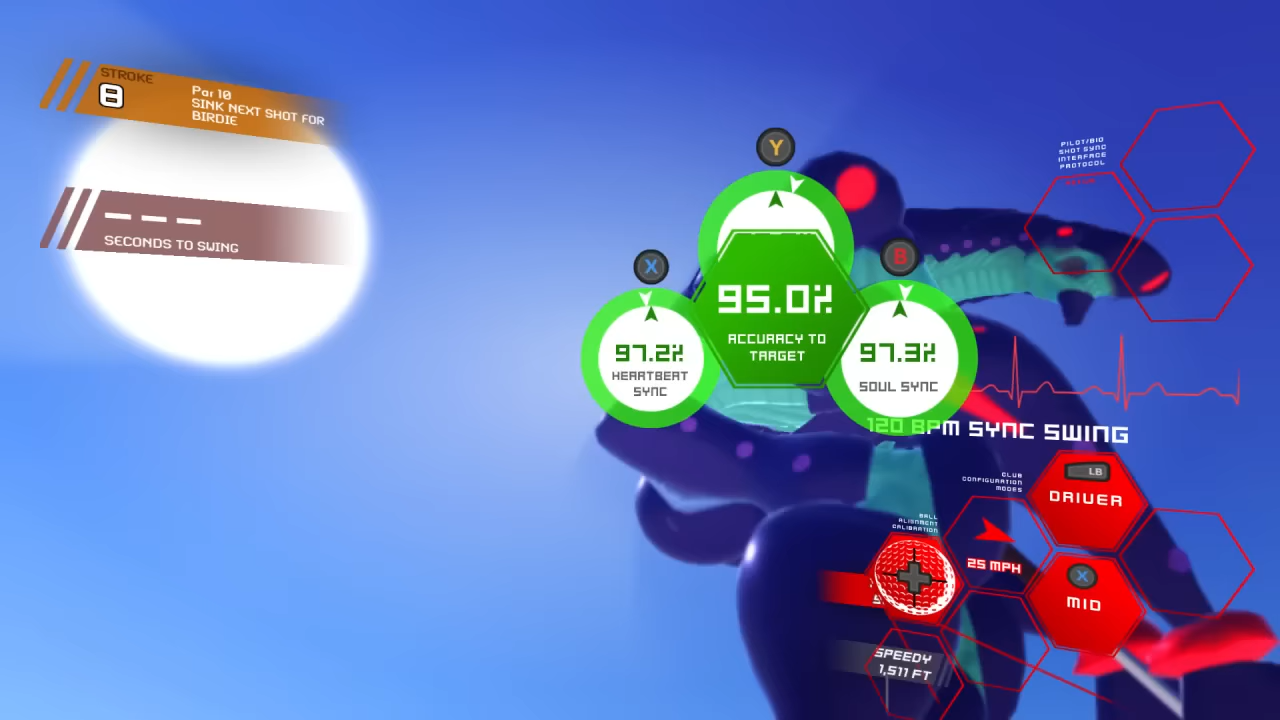 STROKE
8
Par 10
SINK NEXT SHOT FOR
BIRDIE
SECONDS TO SWING
Y
X
B
95.0%
ACCURACY TO
TARGET
97.2%
HEARTBEAT
SYNC
97.3%
SOUL SYNC
PILOT/BIO
SHOT SYNC
INTERFACE
PROTOCOL
120 BPM SYNC SWING
CLUB
CONFIGURATION
MODES
LB
DRIVER
BALL
ALIGNMENT
CALIBRATION
25 MPH
X
MID
SPEEDY
1,511 FT